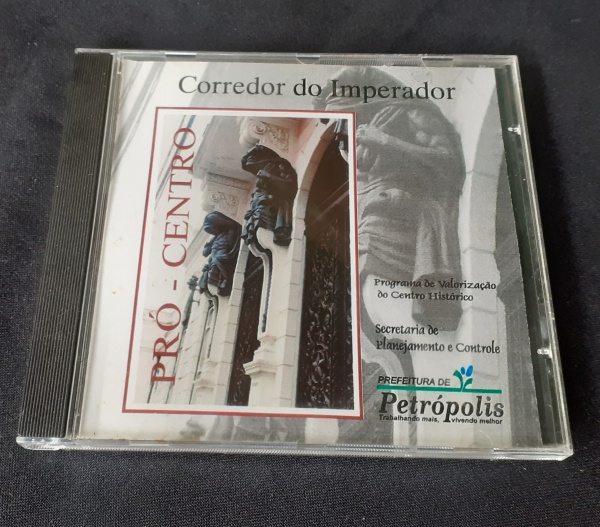 Corredor do Imperador
PRÓ - CENTRO
Programa de Valorização
do Centro Histórico
Secretaria de
Planejamento e Controle
PREFEITURA DE
Petrópolis
Trabalhando mais, vivendo melhor